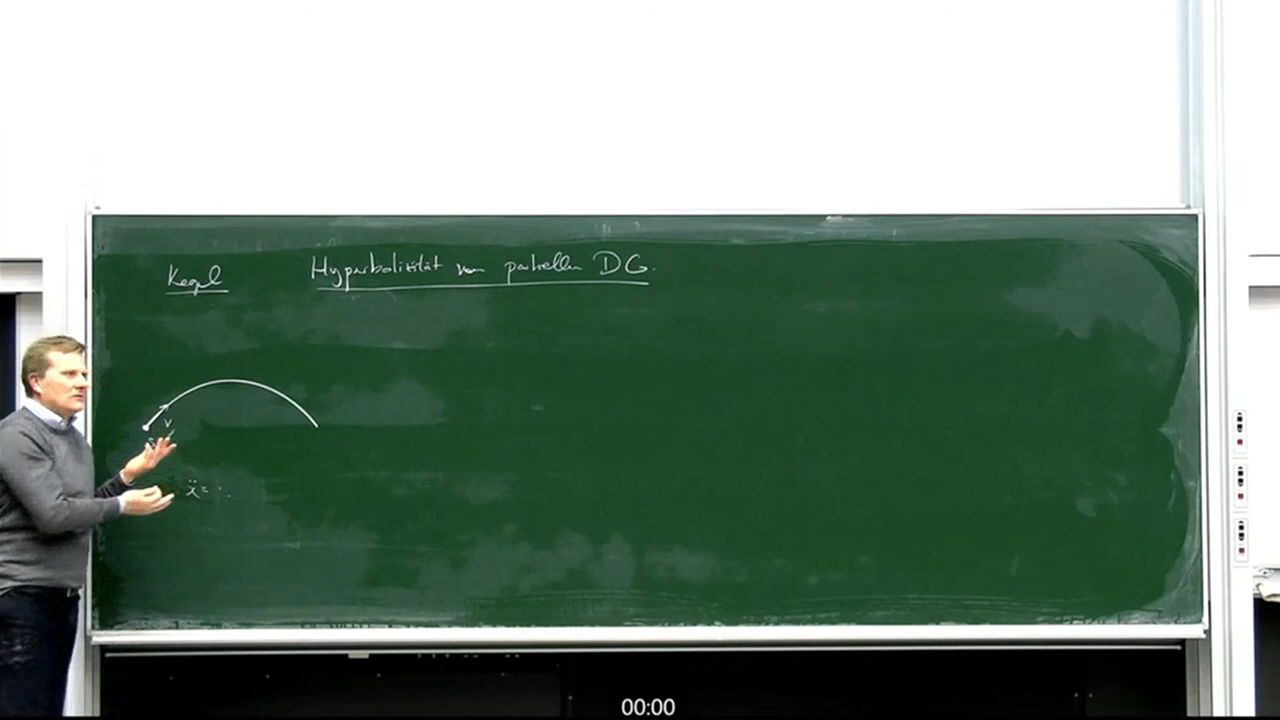 Kegel
Hyperbolizität von partiellen DG.
v
ẍ = ...
00:00